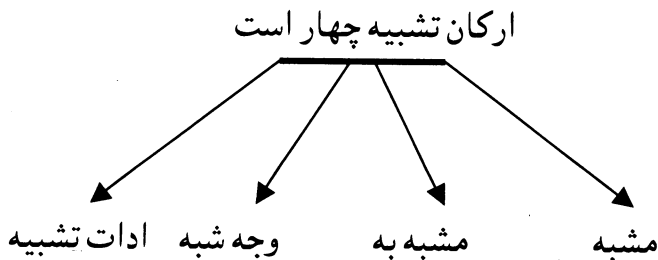 ارکان تشبیه چهار است
مشبه مشبه به وجه شبه ادات تشبیه